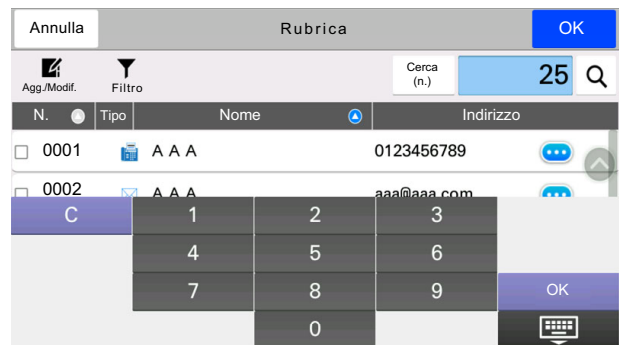 Annulla Rubrica OK
Agg./Modif. Filtro Cerca (n.) 25
N. Tipo Nome Indirizzo
0001 A A A 0123456789
0002 A A A aaa@aaa.com
C 1 2 3
4 5 6
7 8 9 OK
0